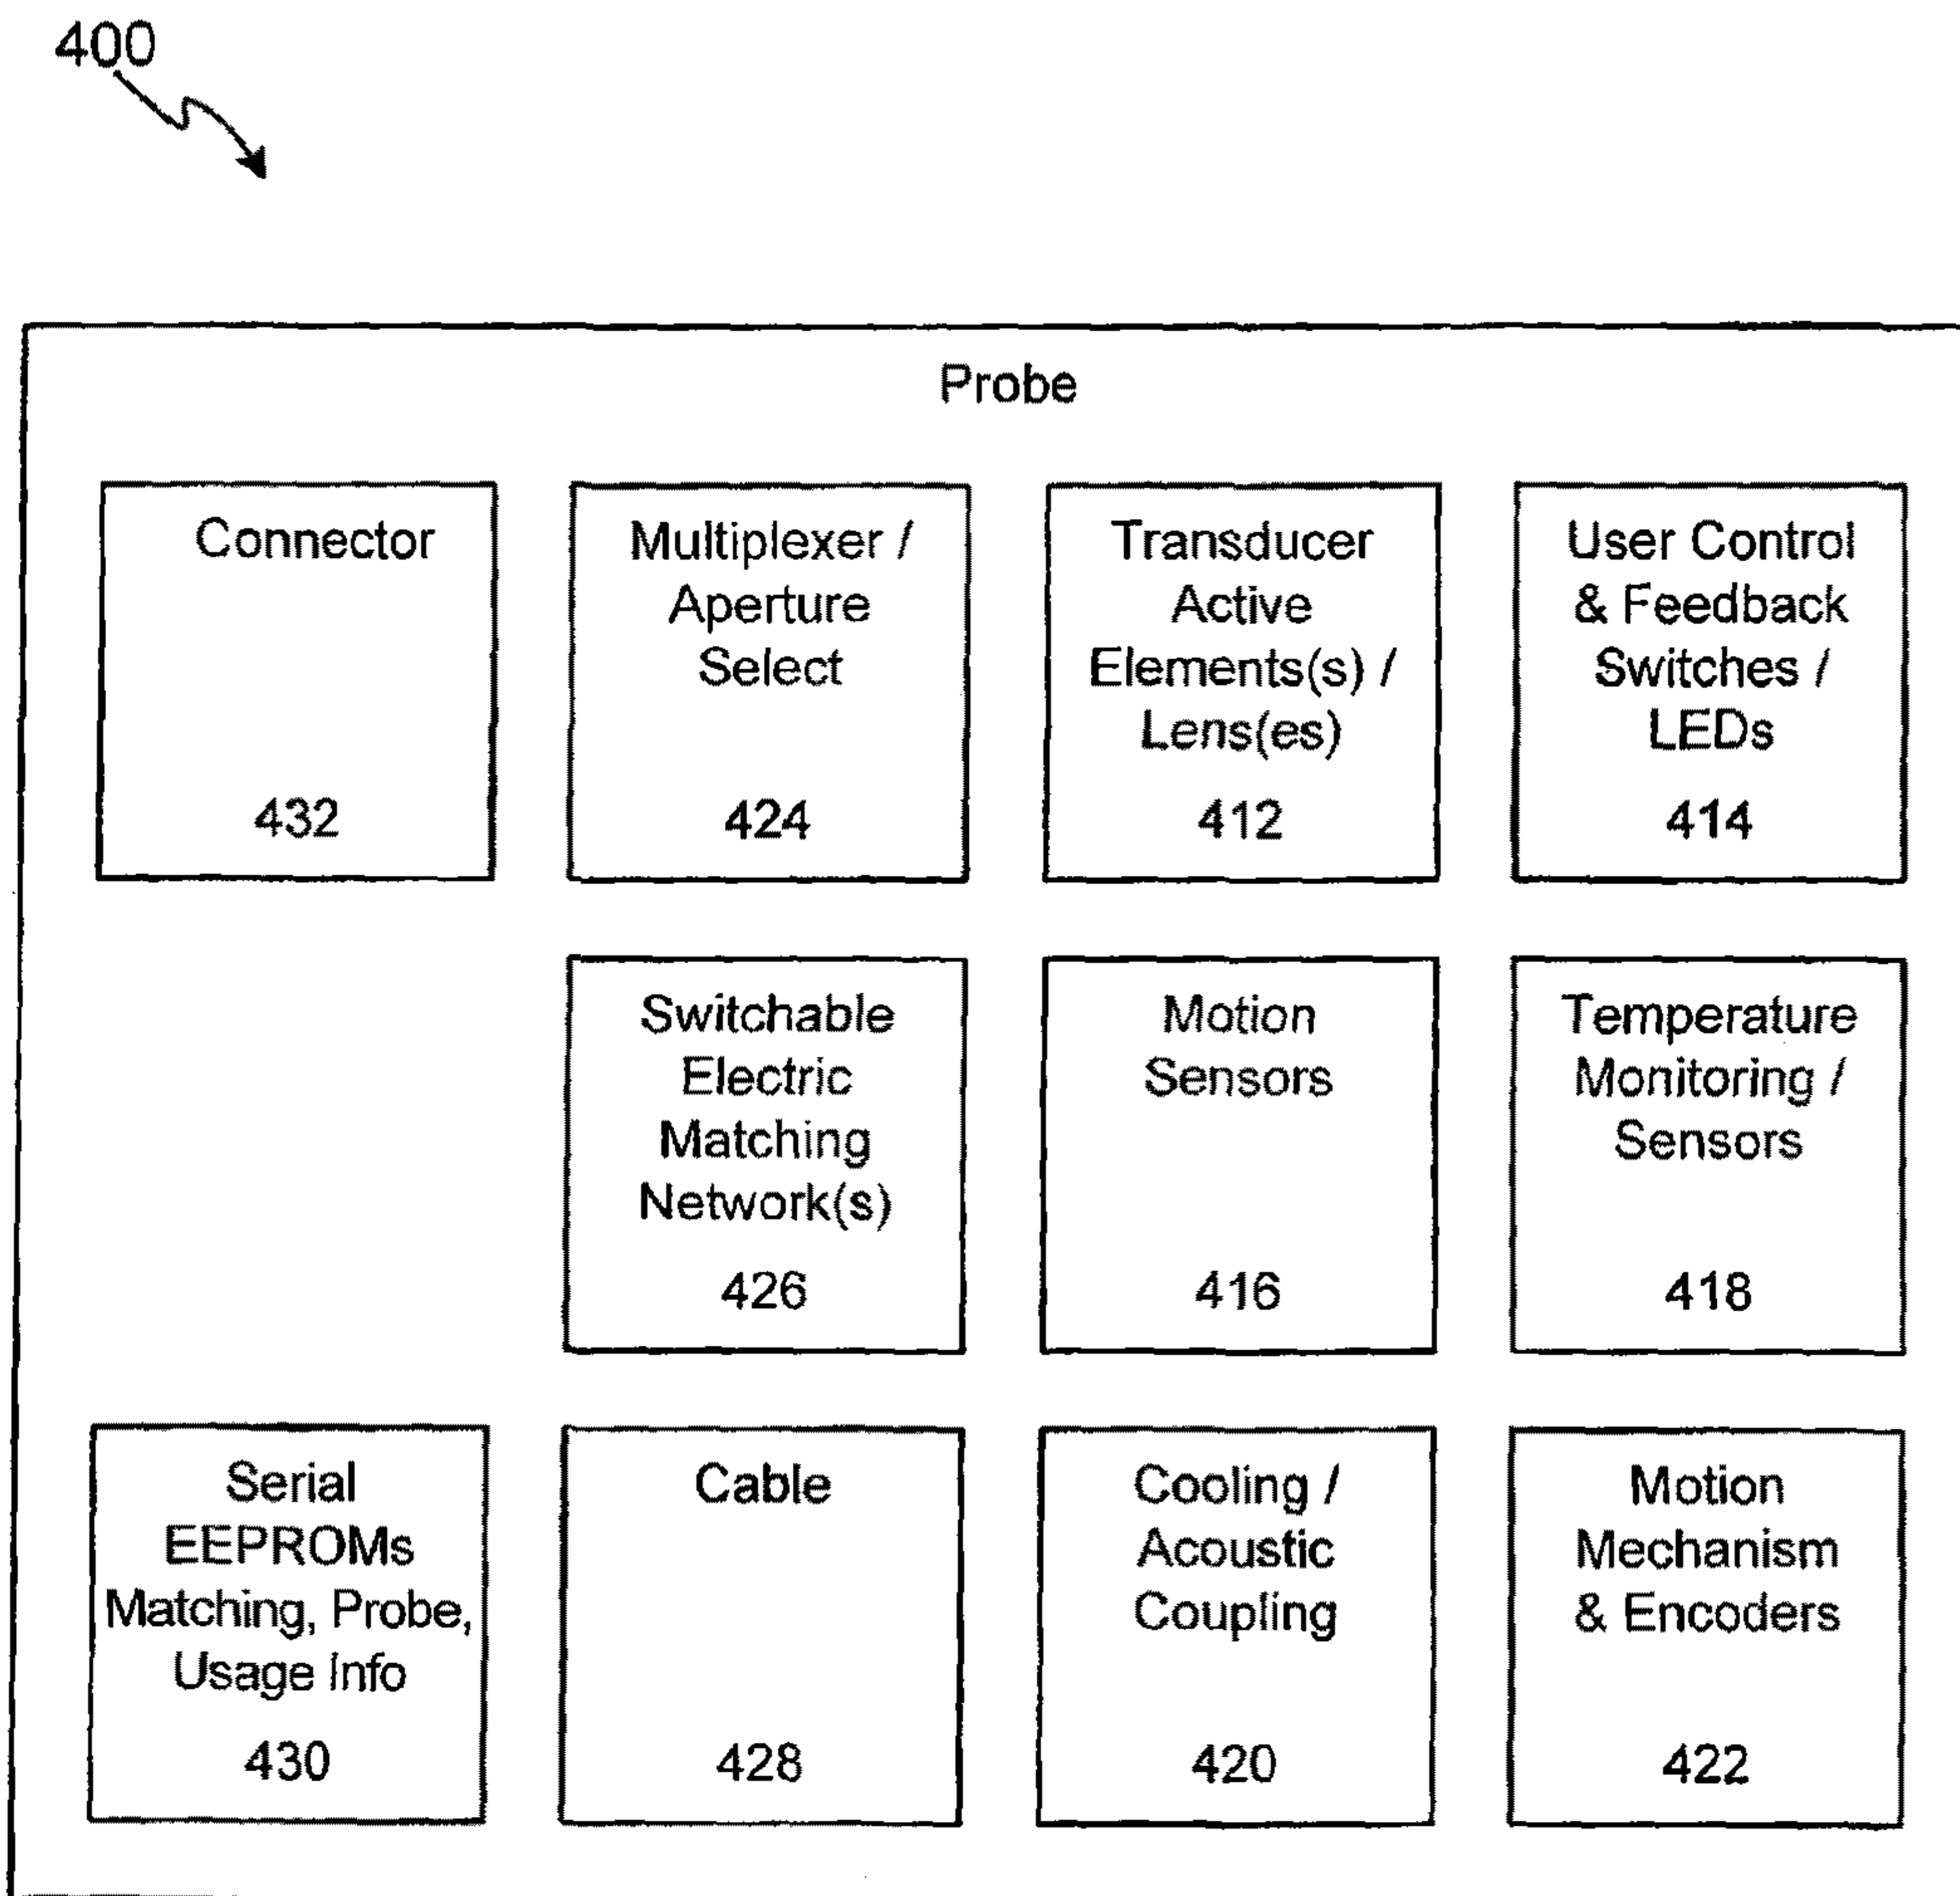 400
Probe
Connector
432
Multiplexer /
Aperture
Select
424
Transducer
Active
Elements(s) /
Lens(es)
412
User Control
& Feedback
Switches /
LEDs
414
Switchable
Electric
Matching
Network(s)
426
Motion
Sensors
416
Temperature
Monitoring /
Sensors
418
Serial
EEPROMs
Matching, Probe,
Usage Info
430
Cable
428
Cooling /
Acoustic
Coupling
420
Motion
Mechanism
& Encoders
422